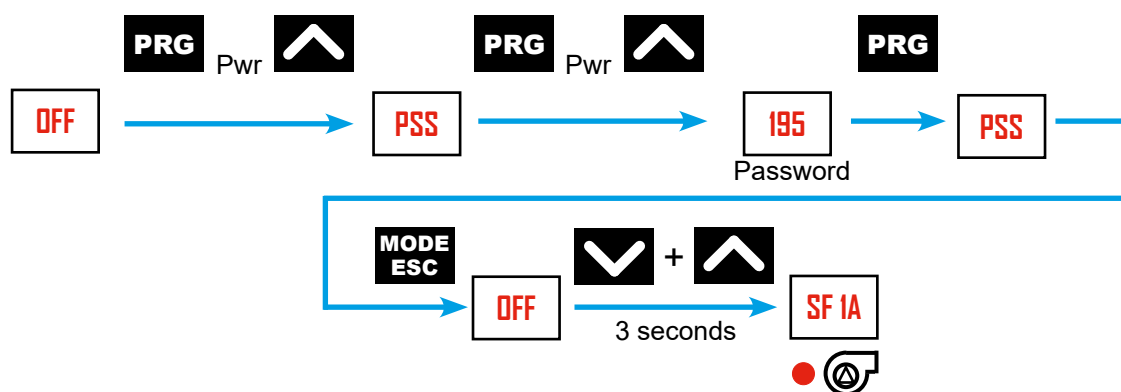 PRG Pwr PRG Pwr PRG
OFF PSS 195 PSS
Password
MODE
ESC
+
OFF SF 1A
3 seconds